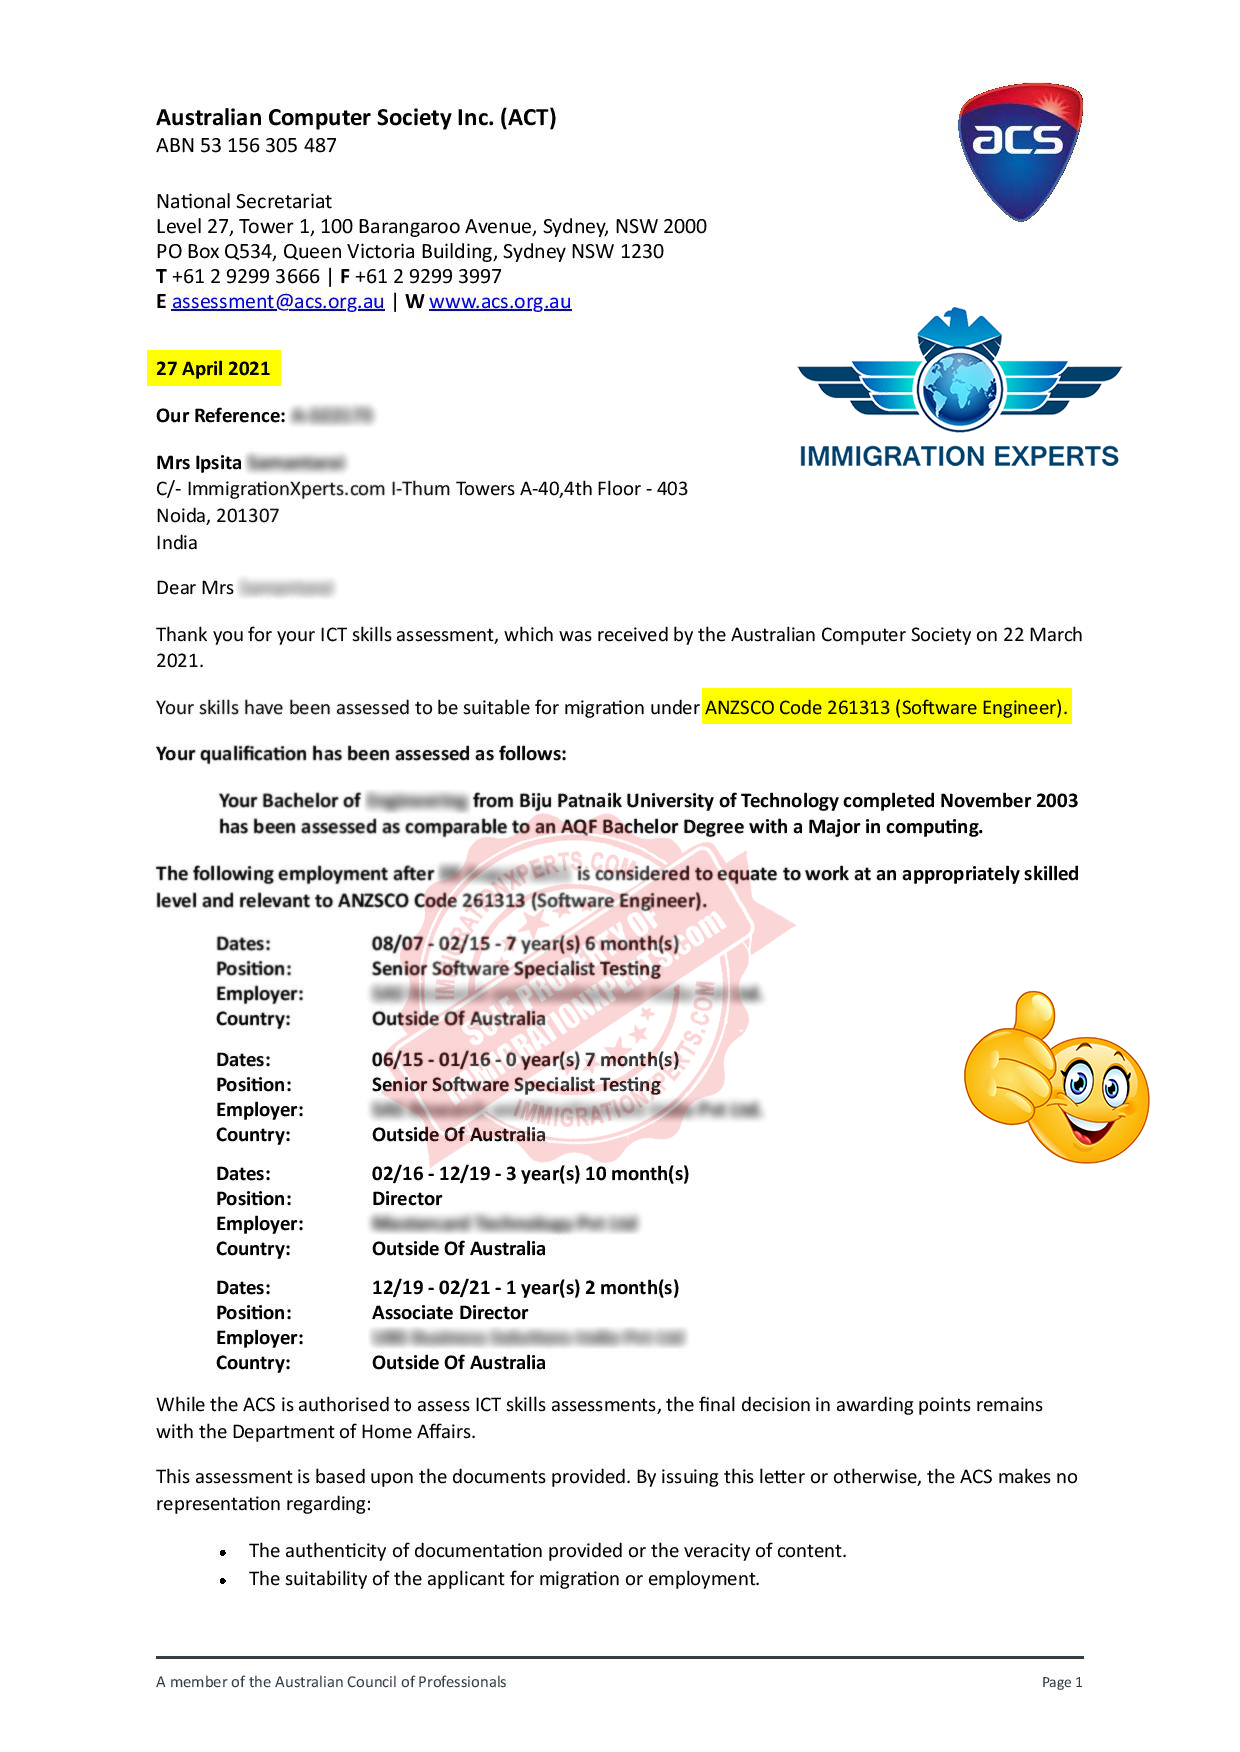 Australian Computer Society Inc. (ACT)
ABN 53 156 305 487
acs
National Secretariat
Level 27, Tower 1, 100 Barangaroo Avenue, Sydney, NSW 2000
PO Box Q534, Queen Victoria Building, Sydney NSW 1230
T +61 2 9299 3666 | F +61 2 9299 3997
E assessment@acs.org.au | W www.acs.org.au
27 April 2021
Our Reference:
IMMIGRATION EXPERTS
Mrs Ipsita
C/- ImmigrationXperts.com I-Thum Towers A-40,4th Floor - 403
Noida, 201307
India
Dear Mrs
Thank you for your ICT skills assessment, which was received by the Australian Computer Society on 22 March
2021.
Your skills have been assessed to be suitable for migration under ANZSCO Code 261313 (Software Engineer).
Your qualification has been assessed as follows:
Your Bachelor of from Biju Patnaik University of Technology completed November 2003
has been assessed as comparable to an AQF Bachelor Degree with a Major in computing.
The following employment after is considered to equate to work at an appropriately skilled
level and relevant to ANZSCO Code 261313 (Software Engineer).
Dates: 08/07 - 02/15 - 7 year(s) 6 month(s)
Position: Senior Software Specialist Testing
Employer:
Country: Outside Of Australia
Dates: 06/15 - 01/16 - 0 year(s) 7 month(s)
Position: Senior Software Specialist Testing
Employer:
Country: Outside Of Australia
IMMIGRATIONXPERTS.COM
SOLE PROPERTY OF
IMMIGRATIONXPERTS.com
IMMIGRATIONXPERTS.COM
Dates: 02/16 - 12/19 - 3 year(s) 10 month(s)
Position: Director
Employer:
Country: Outside Of Australia
Dates: 12/19 - 02/21 - 1 year(s) 2 month(s)
Position: Associate Director
Employer:
Country: Outside Of Australia
While the ACS is authorised to assess ICT skills assessments, the final decision in awarding points remains
with the Department of Home Affairs.
This assessment is based upon the documents provided. By issuing this letter or otherwise, the ACS makes no
representation regarding:
• The authenticity of documentation provided or the veracity of content.
• The suitability of the applicant for migration or employment.
A member of the Australian Council of Professionals Page 1